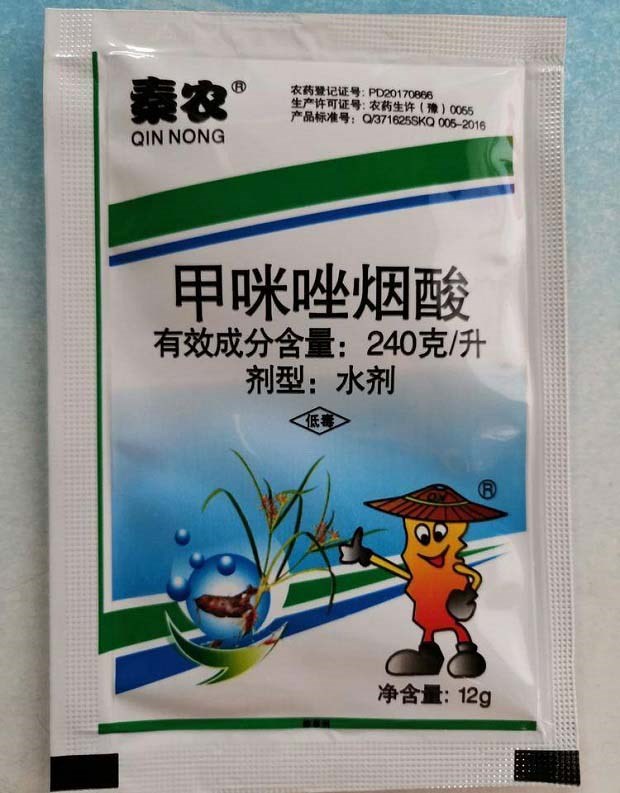 秦农®
QIN NONG
农药登记证号：PD20170866
生产许可证号：农药生许（豫）0055
产品标准号：Q/371625SKQ 005-2016
甲咪唑烟酸
有效成分含量：240克/升
剂型：水剂
低毒
®
净含量：12g